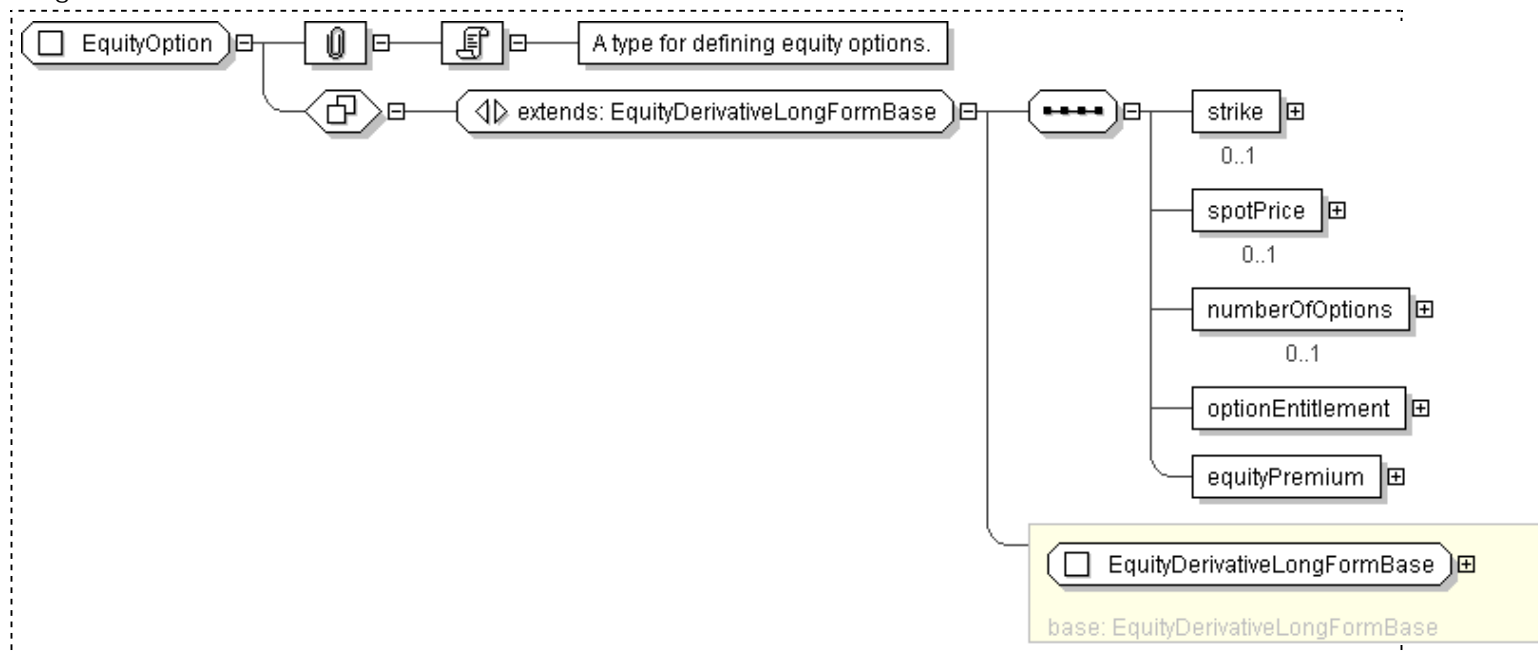 EquityOption
A type for defining equity options.
extends: EquityDerivativeLongFormBase
strike
0..1
spotPrice
0..1
numberOfOptions
0..1
optionEntitlement
equityPremium
EquityDerivativeLongFormBase
base: EquityDerivativeLongFormBase